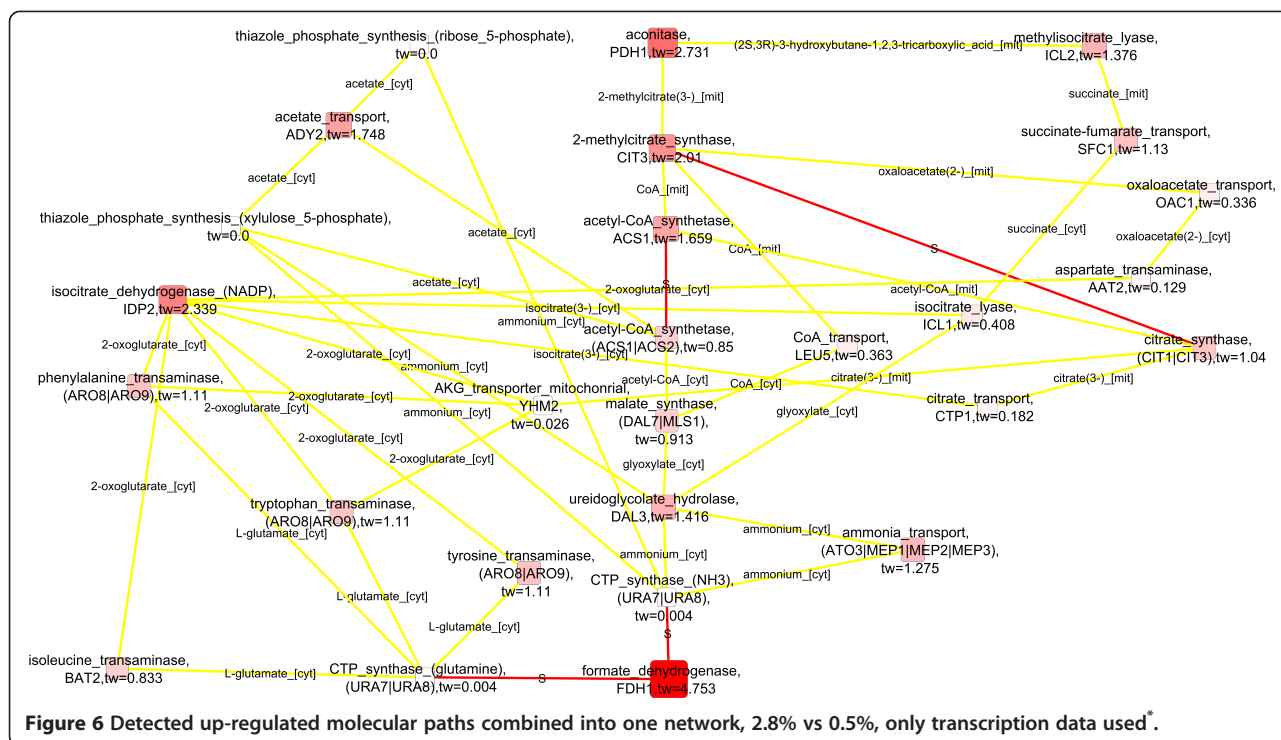 thiazole_phosphate_synthesis_(ribose_5-phosphate),
tw=0.0
aconitase,
PDH1,tw=2.731
(2S,3R)-3-hydroxybutane-1,2,3-tricarboxylic_acid_[mit]
methylisocitrate_lyase,
ICL2,tw=1.376
acetate_[cyt]
2-methylcitrate(3-)_[mit]
succinate_[mit]
acetate_transport,
ADY2,tw=1.748
2-methylcitrate_synthase,
CIT3,tw=2.01
succinate-fumarate_transport,
SFC1,tw=1.13
acetate_[cyt]
CoA_[mit]
oxaloacetate(2-)_[mit]
oxaloacetate_transport,
OAC1,tw=0.336
thiazole_phosphate_synthesis_(xylulose_5-phosphate),
tw=0.0
acetate_[cyt]
acetyl-CoA_synthetase,
ACS1,tw=1.659
CoA_[mit]
S
succinate_[cyt]
oxaloacetate(2-)_[cyt]
isocitrate_dehydrogenase_(NADP),
IDP2,tw=2.339
acetate_[cyt]
S
2-oxoglutarate_[cyt]
acetyl-CoA_[mit]
aspartate_transaminase,
AAT2,tw=0.129
isocitrate(3-)_[cyt]
isocitrate_lyase,
ICL1,tw=0.408
ammonium_[cyt]
acetyl-CoA_synthetase,
(ACS1|ACS2),tw=0.85
CoA_transport,
LEU5,tw=0.363
citrate_synthase,
(CIT1|CIT3),tw=1.04
2-oxoglutarate_[cyt]
2-oxoglutarate_[cyt]
isocitrate(3-)_[cyt]
ammonium_[cyt]
phenylalanine_transaminase,
(ARO8|ARO9),tw=1.11
AKG_transporter_mitochonrial,
YHM2,
tw=0.026
acetyl-CoA_[cyt]
CoA_[cyt]
citrate(3-)_[mit]
citrate(3-)_[mit]
2-oxoglutarate_[cyt]
2-oxoglutarate_[cyt]
ammonium_[cyt]
malate_synthase,
(DAL7|MLS1),
tw=0.913
glyoxylate_[cyt]
citrate_transport,
CTP1,tw=0.182
2-oxoglutarate_[cyt]
2-oxoglutarate_[cyt]
glyoxylate_[cyt]
2-oxoglutarate_[cyt]
tryptophan_transaminase,
(ARO8|ARO9),tw=1.11
ureidoglycolate_hydrolase,
DAL3,tw=1.416
L-glutamate_[cyt]
ammonium_[cyt]
ammonia_transport,
(ATO3|MEP1|MEP2|MEP3),
tw=1.275
tyrosine_transaminase,
(ARO8|ARO9),
tw=1.11
ammonium_[cyt]
ammonium_[cyt]
CTP_synthase_(NH3),
(URA7|URA8),
tw=0.004
L-glutamate_[cyt]
L-glutamate_[cyt]
S
isoleucine_transaminase,
BAT2,tw=0.833
L-glutamate_[cyt]
CTP_synthase_(glutamine),
(URA7|URA8),tw=0.004
S
formate_dehydrogenase,
FDH1,tw=4.753
Figure 6 Detected up-regulated molecular paths combined into one network, 2.8% vs 0.5%, only transcription data used*.